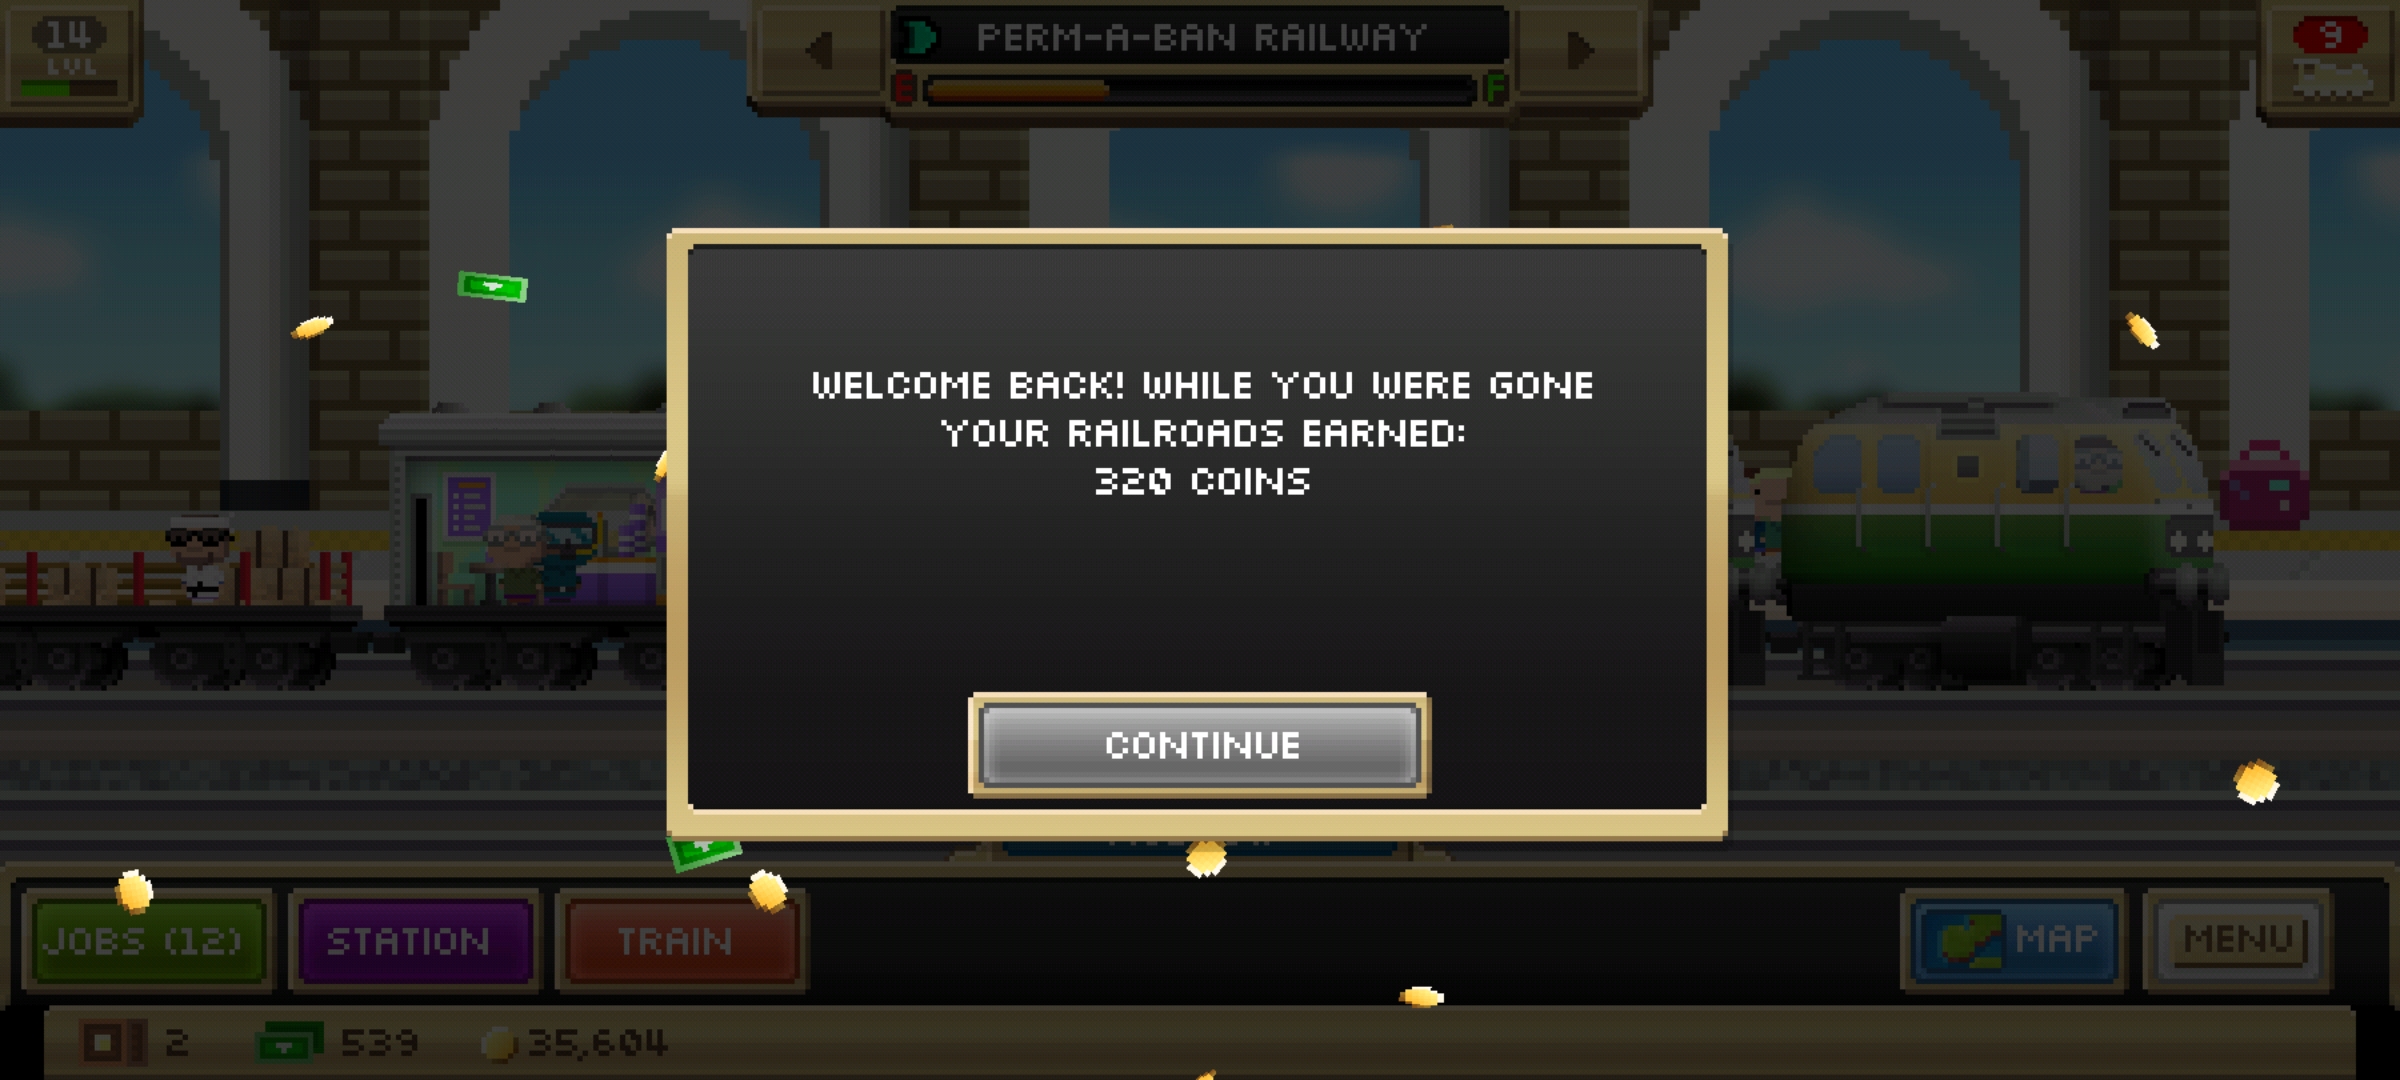 14
LVL
PERM-A-BAN RAILWAY
E F
9
WELCOME BACK! WHILE YOU WERE GONE
YOUR RAILROADS EARNED:
320 COINS
CONTINUE
JOBS (12) STATION TRAIN MAP MENU
2 539 35,604